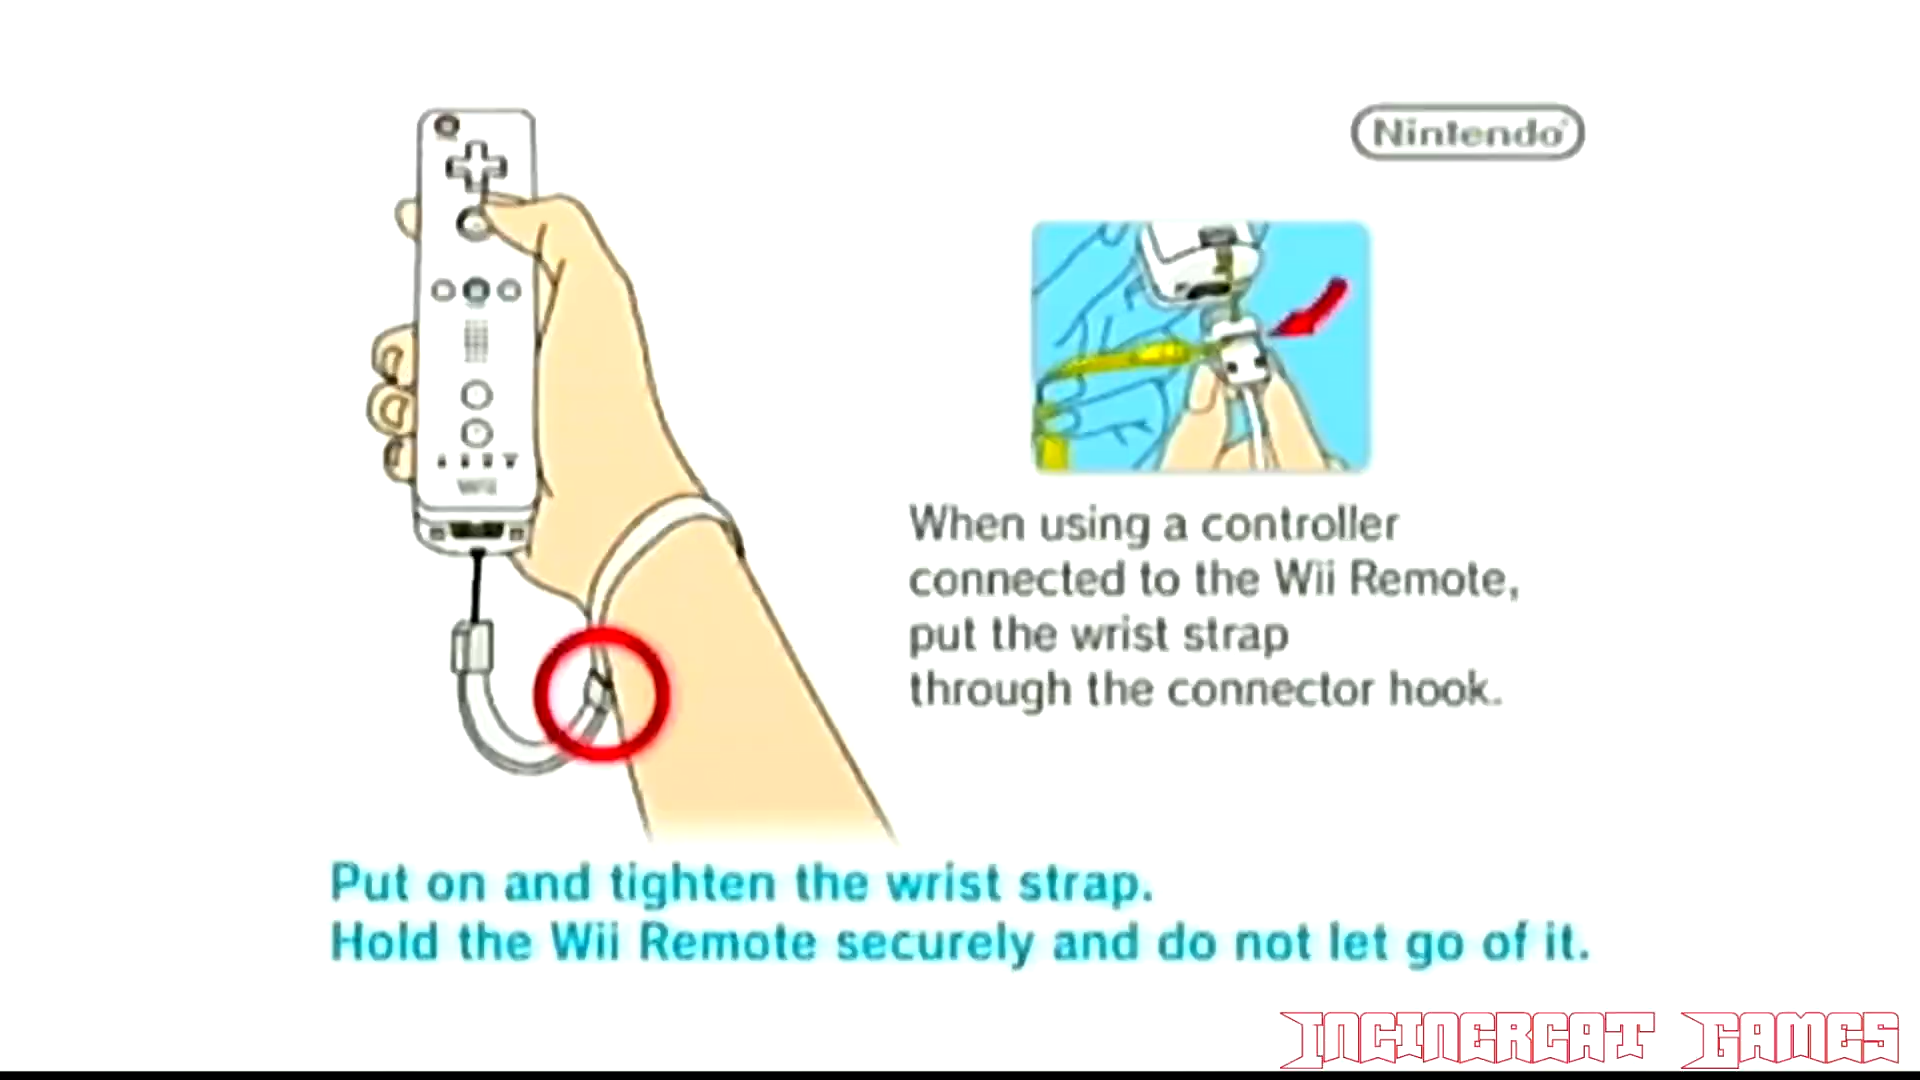 Nintendo
Wii
When using a controller
connected to the Wii Remote,
put the wrist strap
through the connector hook.
Put on and tighten the wrist strap.
Hold the Wii Remote securely and do not let go of it.
INCINERCAT GAMES